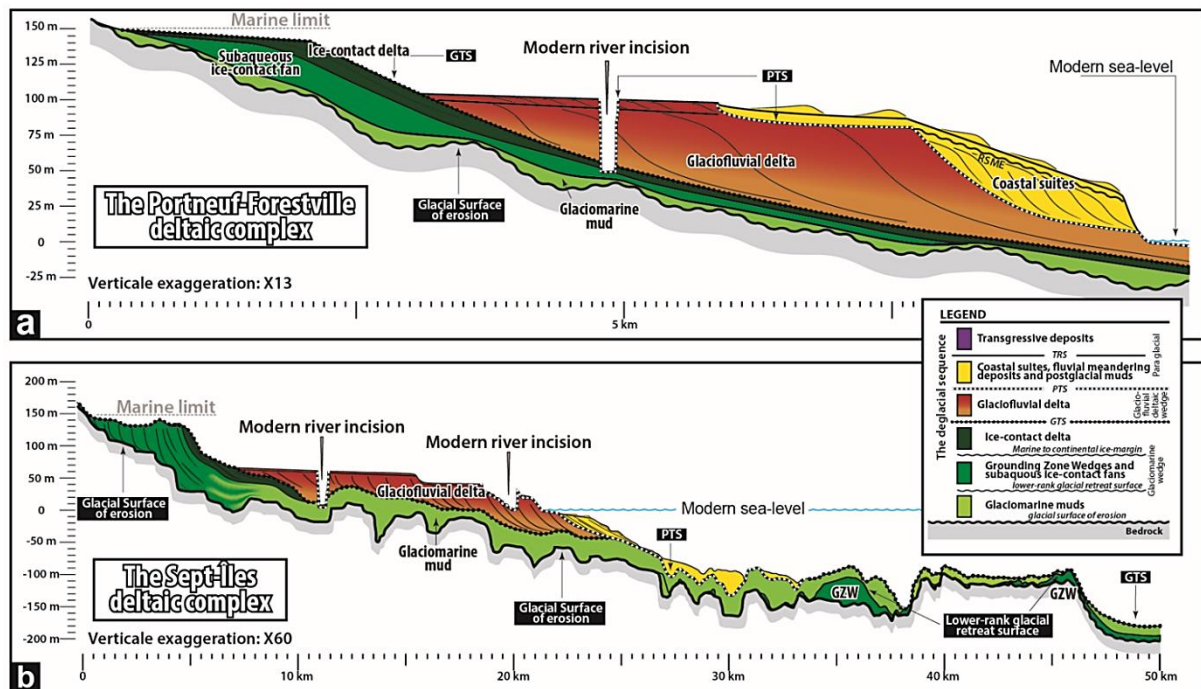 150 m
125 m
100 m
75 m
50 m
25 m
0
-25 m
Marine limit
Subaqueous
ice-contact fan
Ice-contact delta
GTS
Modern river incision
PTS
Modern sea-level
Glaciofluvial delta
RSME
Coastal suites
The Portneuf-Forestville
deltaic complex
Glacial Surface
of erosion
Glaciomarine
mud
Verticale exaggeration: X13
a
0
5 km
LEGEND
The deglacial sequence
Transgressive deposits
TRS
Coastal suites, fluvial meandering
deposits and postglacial muds
Para glacial
PTS
Glaciofluvial delta
Glacio-
fluvial
deltaic
wedge
GTS
Ice-contact delta
Marine to continental ice-margin
Grounding Zone Wedges and
subaquous ice-contact fans
lower-rank glacial retreat surface
Glaciomarine muds
glacial surface of erosion
Glaciomarine
wedge
Bedrock
200 m
150 m
100 m
50 m
0
-50 m
-100 m
-150 m
-200 m
Marine limit
Modern river incision
Modern river incision
Glacial Surface
of erosion
Glaciofluvial delta
Glaciomarine
mud
Modern sea-level
PTS
Glacial Surface
of erosion
GZW
Lower-rank glacial
retreat surface
GZW
GTS
The Sept-Îles
deltaic complex
Verticale exaggeration: X60
b
0
10 km
20 km
30 km
40 km
50 km